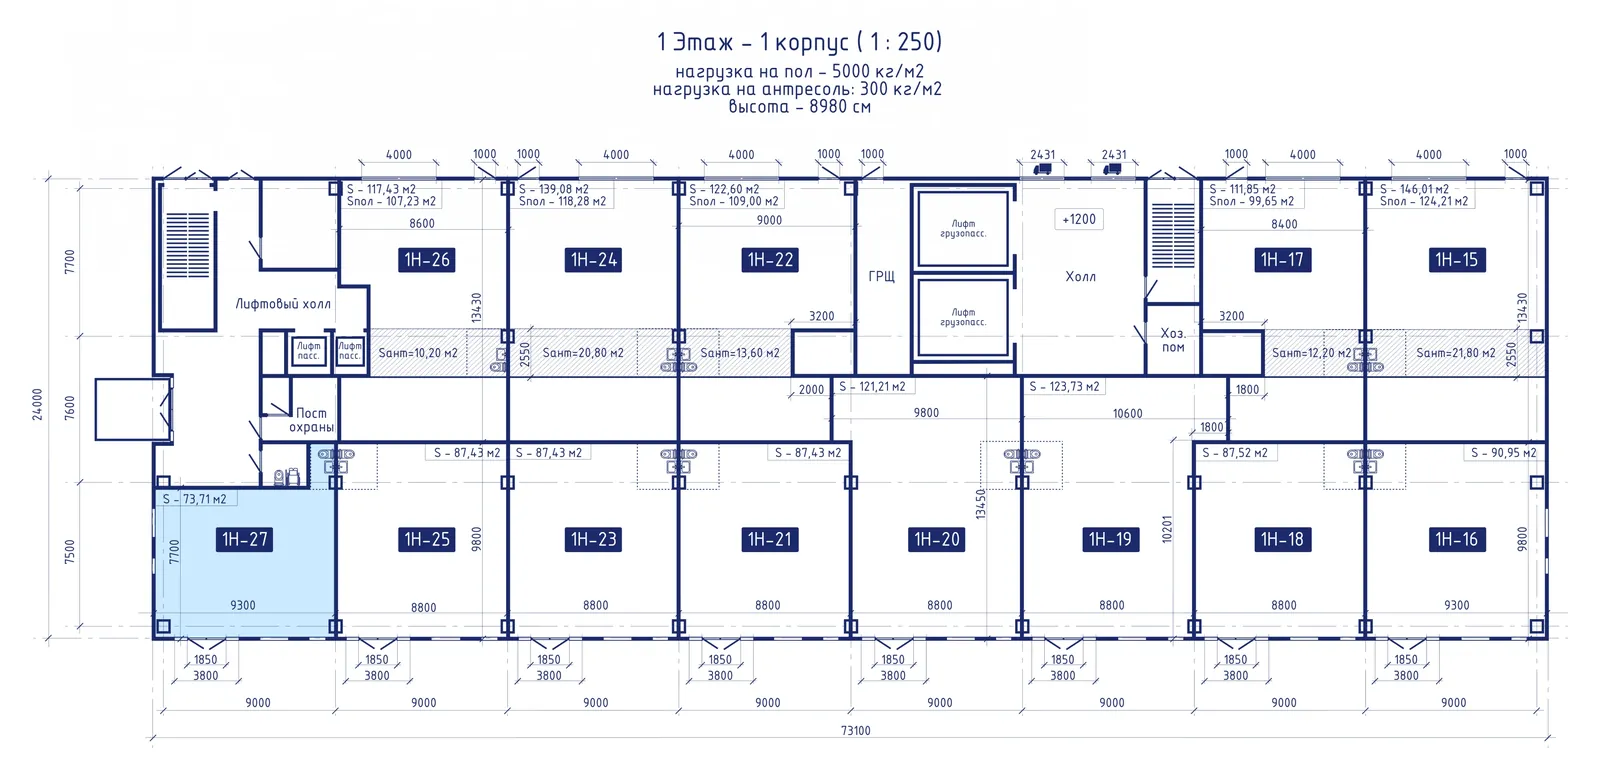 1 Этаж – 1 корпус ( 1 : 250)
нагрузка на пол – 5000 кг/м2
нагрузка на антресоль: 300 кг/м2
высота – 8980 см
4000 1000 1000 4000 4000 1000 1000 2431 2431 1000 4000 4000 1000
S – 117,43 м2
Sпол – 107,23 м2
8600
1Н-26
S – 139,08 м2
Sпол – 118,28 м2
1Н-24
S – 122,60 м2
Sпол – 109,00 м2
9000
1Н-22
3200
ГРЩ
Лифт
грузопасс.
Лифт
грузопасс.
+1200
Холл
Хоз.
пом
S – 111,85 м2
Sпол – 99,65 м2
8400
1Н-17
3200
S – 146,01 м2
Sпол – 124,21 м2
1Н-15
13430
13430
7700
Лифтовый холл
Лифт
пасс.
Лифт
пасс.
Sант=10,20 м2
2550
Sант=20,80 м2
Sант=13,60 м2
Sант=12,20 м2
Sант=21,80 м2
2550
24000
7600
Пост
охраны
2000
S – 121,21 м2
9800
S – 123,73 м2
10600
1800
1800
S – 87,43 м2
S – 87,43 м2
S – 87,43 м2
S – 87,52 м2
S – 90,95 м2
S – 73,71 м2
13450
10201
7500
7700
9800
9800
1Н-27
1Н-25
1Н-23
1Н-21
1Н-20
1Н-19
1Н-18
1Н-16
9300 8800 8800 8800 8800 8800 8800 9300
1850 1850 1850 1850 1850 1850 1850 1850
3800 3800 3800 3800 3800 3800 3800 3800
9000 9000 9000 9000 9000 9000 9000 9000
73100